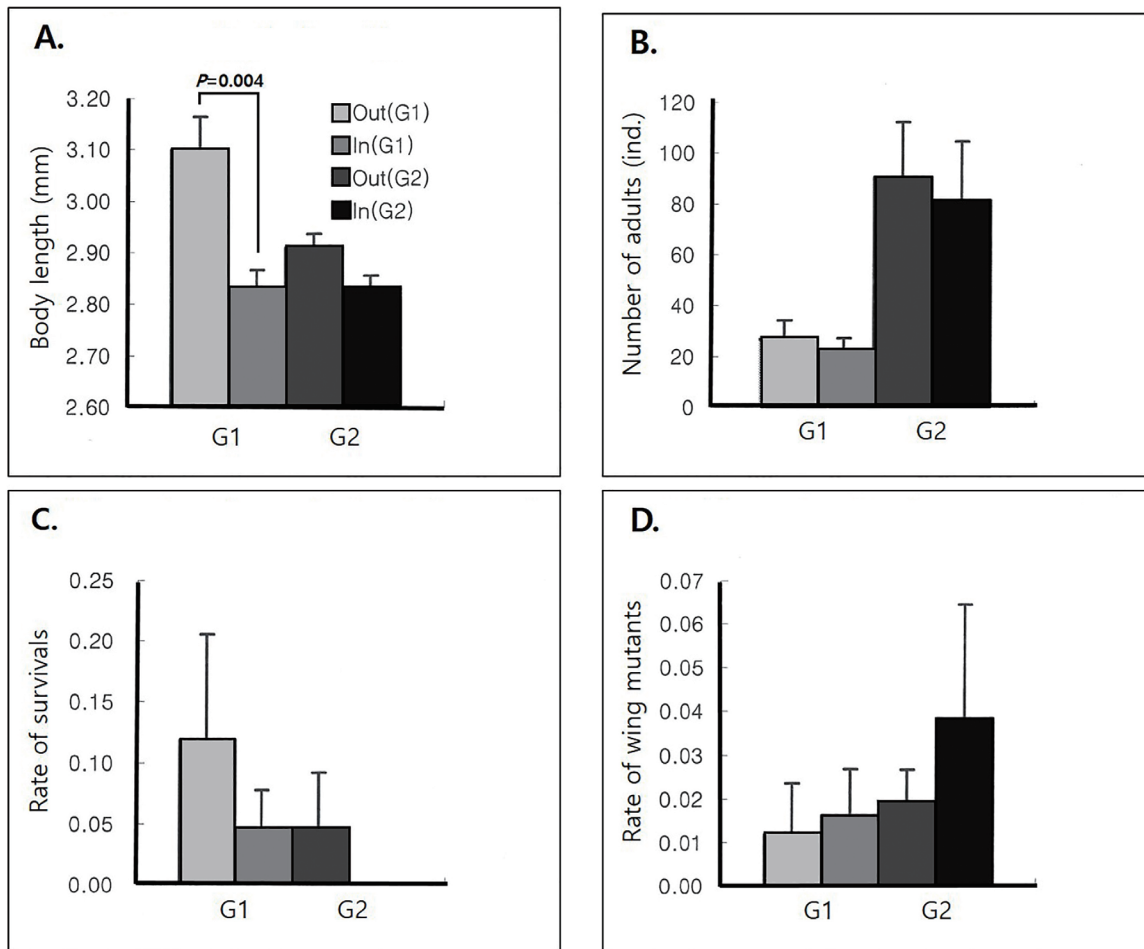 A.
P=0.004
Body length (mm)
3.20
3.10
3.00
2.90
2.80
2.70
2.60
Out(G1)
In(G1)
Out(G2)
In(G2)
G1 G2
B.
Number of adults (ind.)
120
100
80
60
40
20
0
G1 G2
C.
Rate of survivals
0.25
0.20
0.15
0.10
0.05
0.00
G1 G2
D.
Rate of wing mutants
0.07
0.06
0.05
0.04
0.03
0.02
0.01
0.00
G1 G2